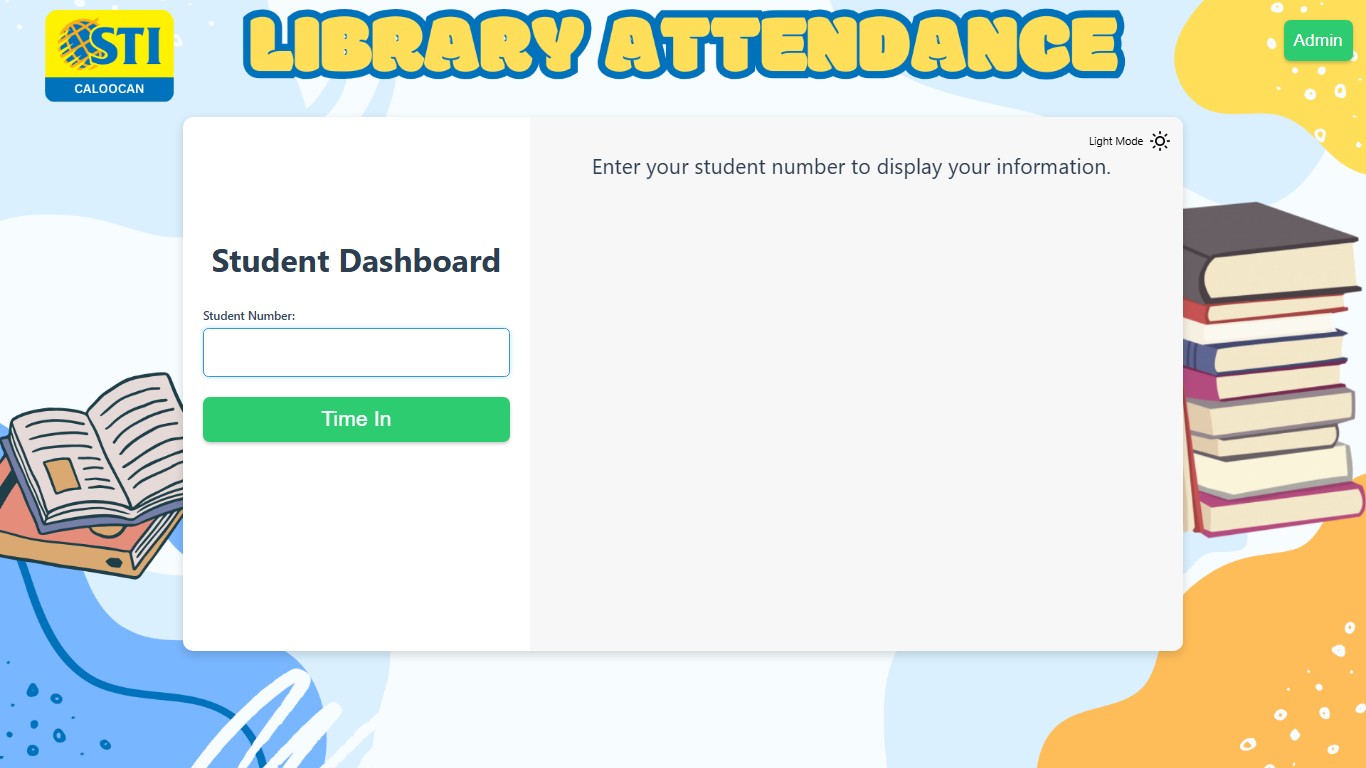 STI
CALOOCAN
LIBRARY ATTENDANCE
Admin
Light Mode
Enter your student number to display your information.
Student Dashboard
Student Number:
Time In